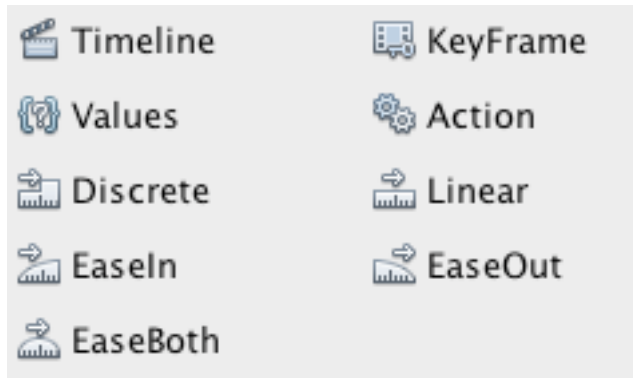 Timeline KeyFrame
Values Action
Discrete Linear
EaseIn EaseOut
EaseBoth